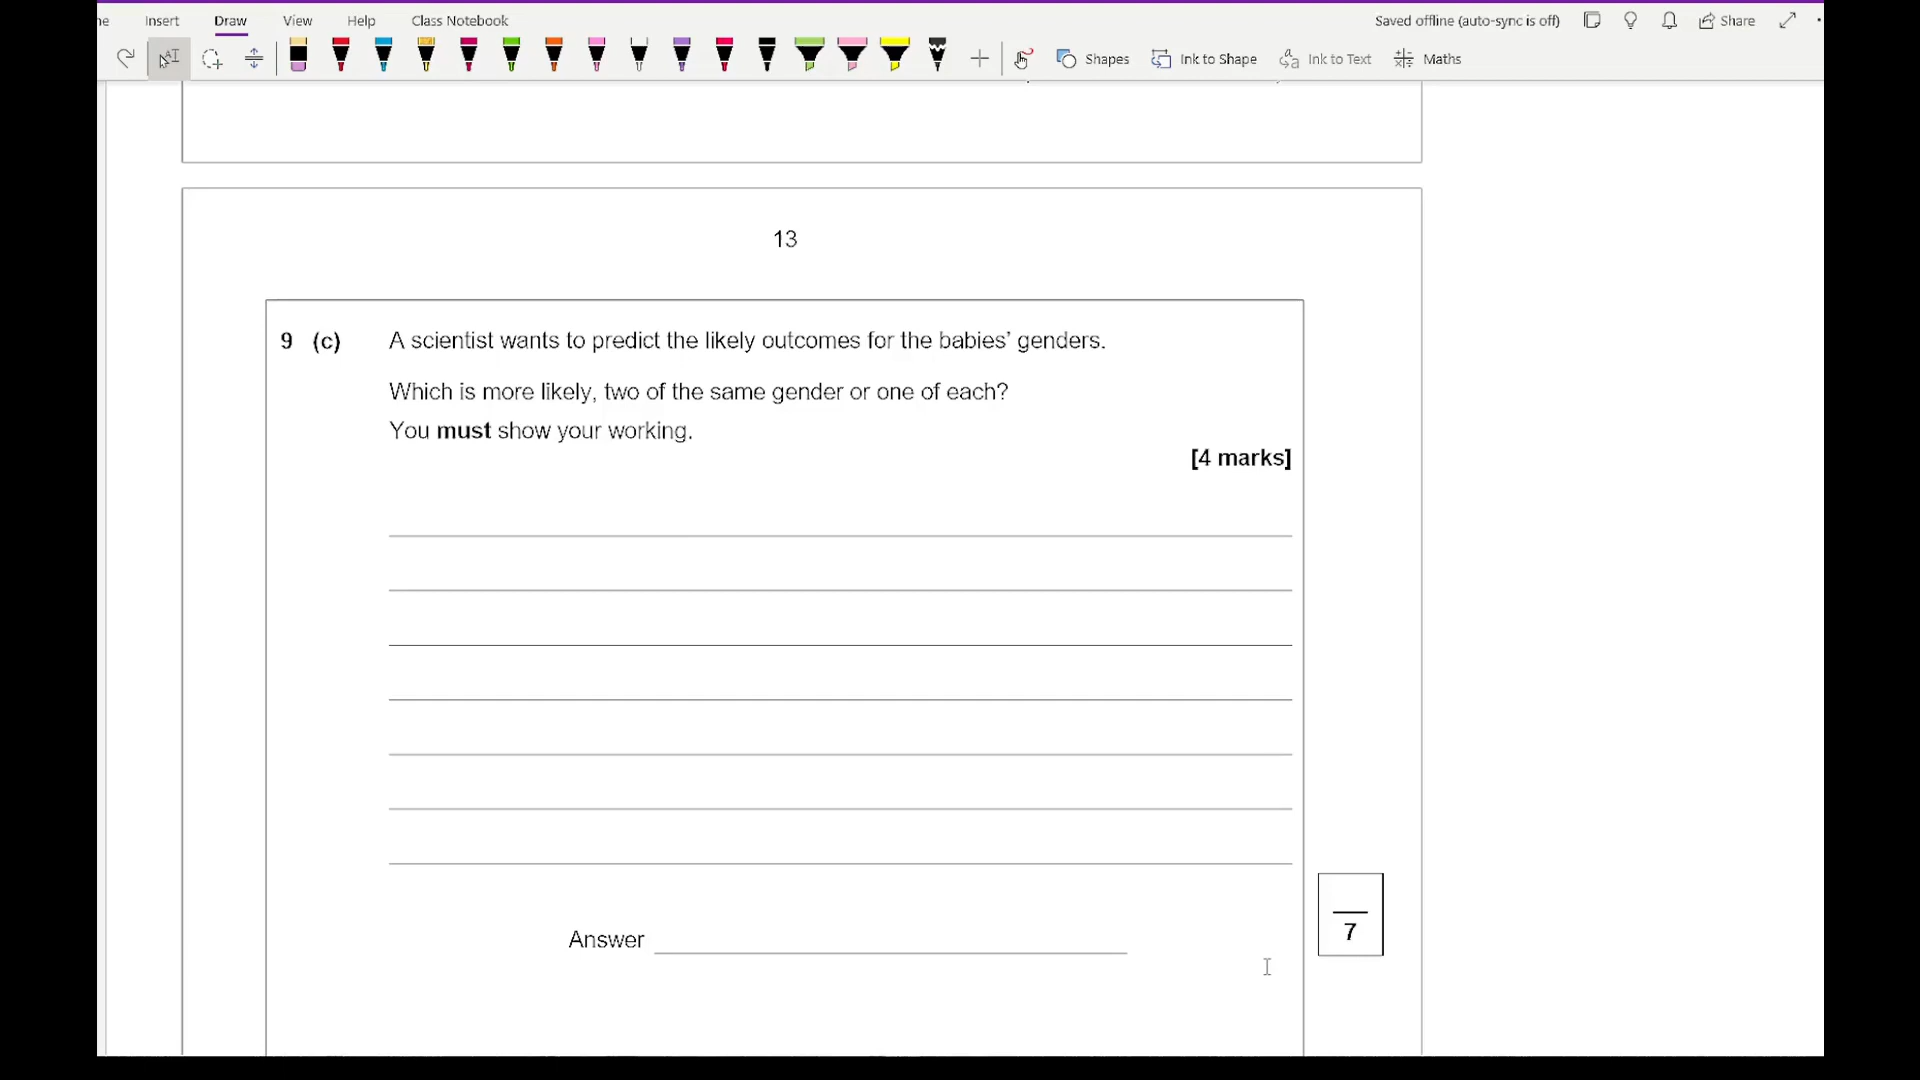 Insert Draw View Help Class Notebook Saved offline (auto-sync is off) Share
Shapes Ink to Shape Ink to Text Maths
13
9 (c) A scientist wants to predict the likely outcomes for the babies' genders.
Which is more likely, two of the same gender or one of each?
You must show your working.
[4 marks]
Answer
7